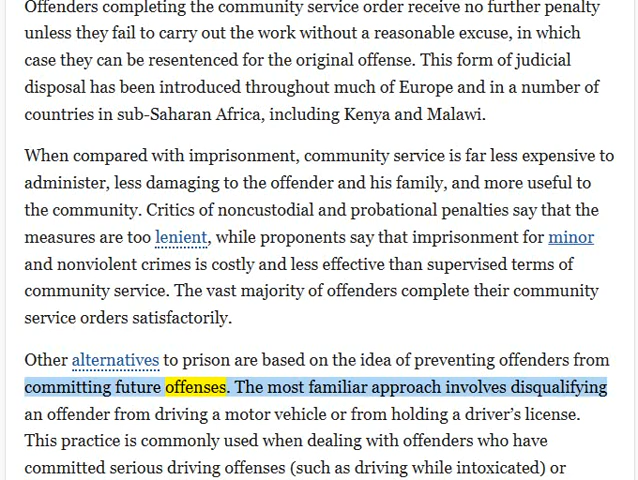 Offenders completing the community service order receive no further penalty
unless they fail to carry out the work without a reasonable excuse, in which
case they can be resentenced for the original offense. This form of judicial
disposal has been introduced throughout much of Europe and in a number of
countries in sub-Saharan Africa, including Kenya and Malawi.
When compared with imprisonment, community service is far less expensive to
administer, less damaging to the offender and his family, and more useful to
the community. Critics of noncustodial and probational penalties say that the
measures are too lenient, while proponents say that imprisonment for minor
and nonviolent crimes is costly and less effective than supervised terms of
community service. The vast majority of offenders complete their community
service orders satisfactorily.
Other alternatives to prison are based on the idea of preventing offenders from
committing future offenses. The most familiar approach involves disqualifying
an offender from driving a motor vehicle or from holding a driver’s license.
This practice is commonly used when dealing with offenders who have
committed serious driving offenses (such as driving while intoxicated) or